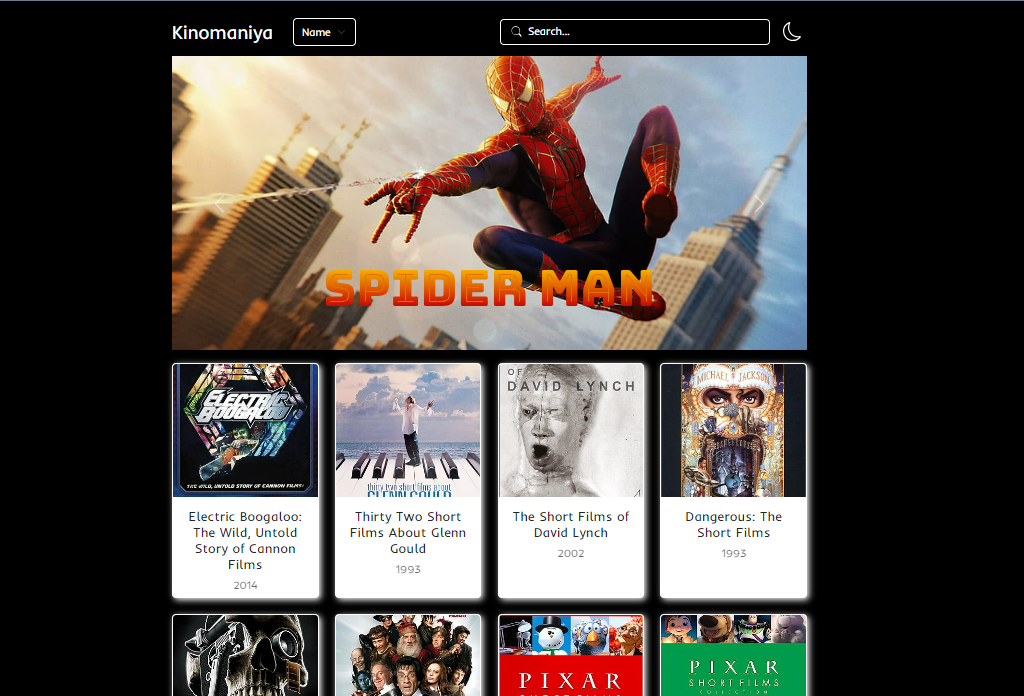 Kinomaniya
Name
Search...
SPIDER MAN
ELECTRIC
BOOGALOO
THE WILD, UNTOLD STORY OF CANNON FILMS!
thirty two short films about
GLENN GOULD
OF
DAVID LYNCH
MICHAEL JACKSON
DANGEROUS
Electric Boogaloo:
The Wild, Untold
Story of Cannon
Films
2014
Thirty Two Short
Films About Glenn
Gould
1993
The Short Films of
David Lynch
2002
Dangerous: The
Short Films
1993
PIXAR
SHORT FILMS
PIXAR
SHORT FILMS
COLLECTION